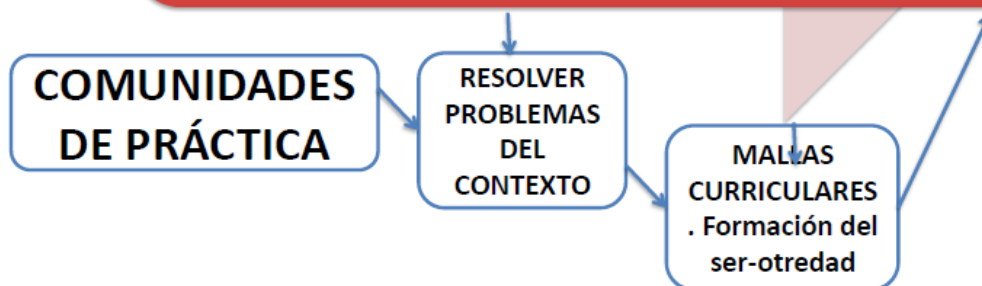 COMUNIDADES
DE PRÁCTICA
RESOLVER
PROBLEMAS
DEL
CONTEXTO
MALLAS
CURRICULARES
. Formación del
ser-otredad